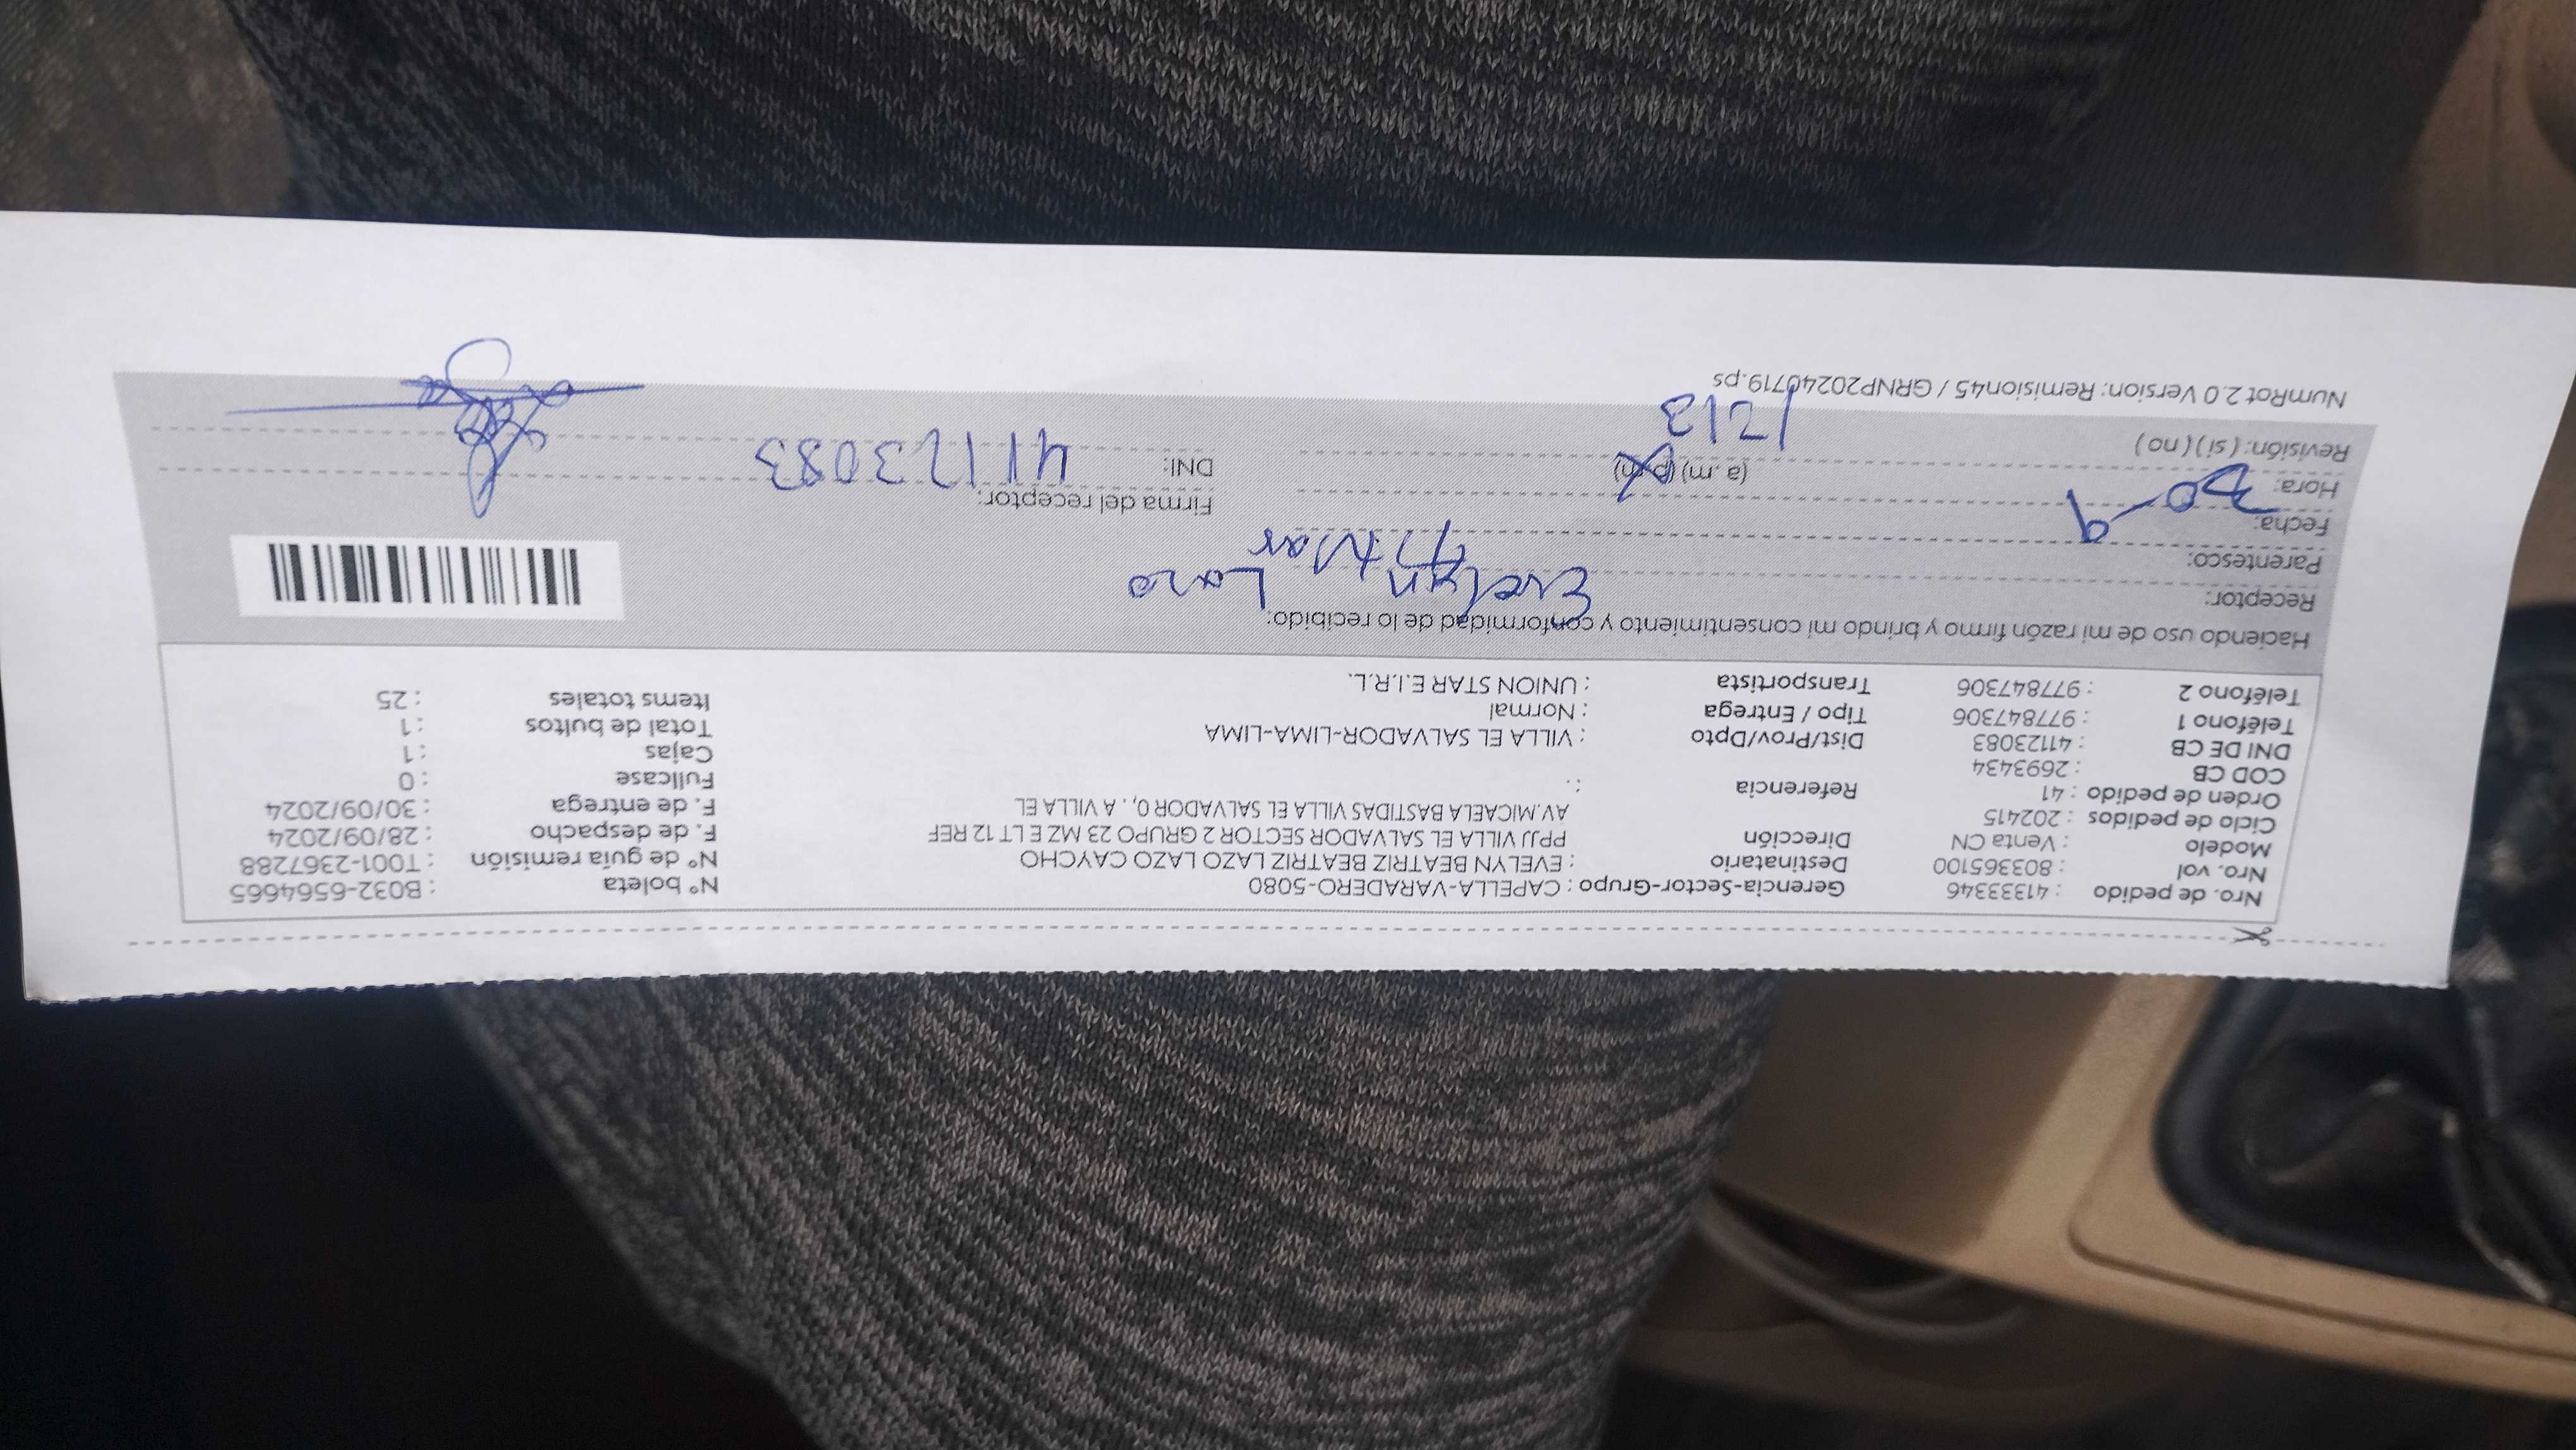 Nro. de pedido : 41333346 Gerencia-Sector-Grupo : CAPELLA-VARADERO-5080 N° boleta : B032-6564665
Nro. vol : 803365100 Destinatario : EVELYN BEATRIZ BEATRIZ LAZO LAZO CAYCHO N° de guía remisión : T001-2367288
Modelo : Venta CN Dirección PPJJ VILLA EL SALVADOR SECTOR 2 GRUPO 23 MZ E LT 12 REF F. de despacho : 28/09/2024
Ciclo de pedidos : 202415 AV.MICAELA BASTIDAS VILLA EL SALVADOR 0, . A VILLA EL F. de entrega : 30/09/2024
Orden de pedido : 41 Referencia : Fullcase : 0
COD CB : 2693434 Cajas : 1
DNI DE CB : 41123083 Dist/Prov/Dpto : VILLA EL SALVADOR-LIMA-LIMA Total de bultos : 1
Teléfono 1 : 977847306 Tipo / Entrega : Normal Items totales : 25
Teléfono 2 : 977847306 Transportista : UNION STAR E.I.R.L.
Haciendo uso de mi razón firmo y brindo mi consentimiento y conformidad de lo recibido:
Receptor: Evelyn Lazo
Parentesco: Titular
Fecha: 30-9 Firma del receptor:
Hora: (a.m) (p.m) DNI: 41123083
Revisión: ( si ) ( no ) 1213
NumRot 2.0 Version: Remision45 / GRNP20240719.ps